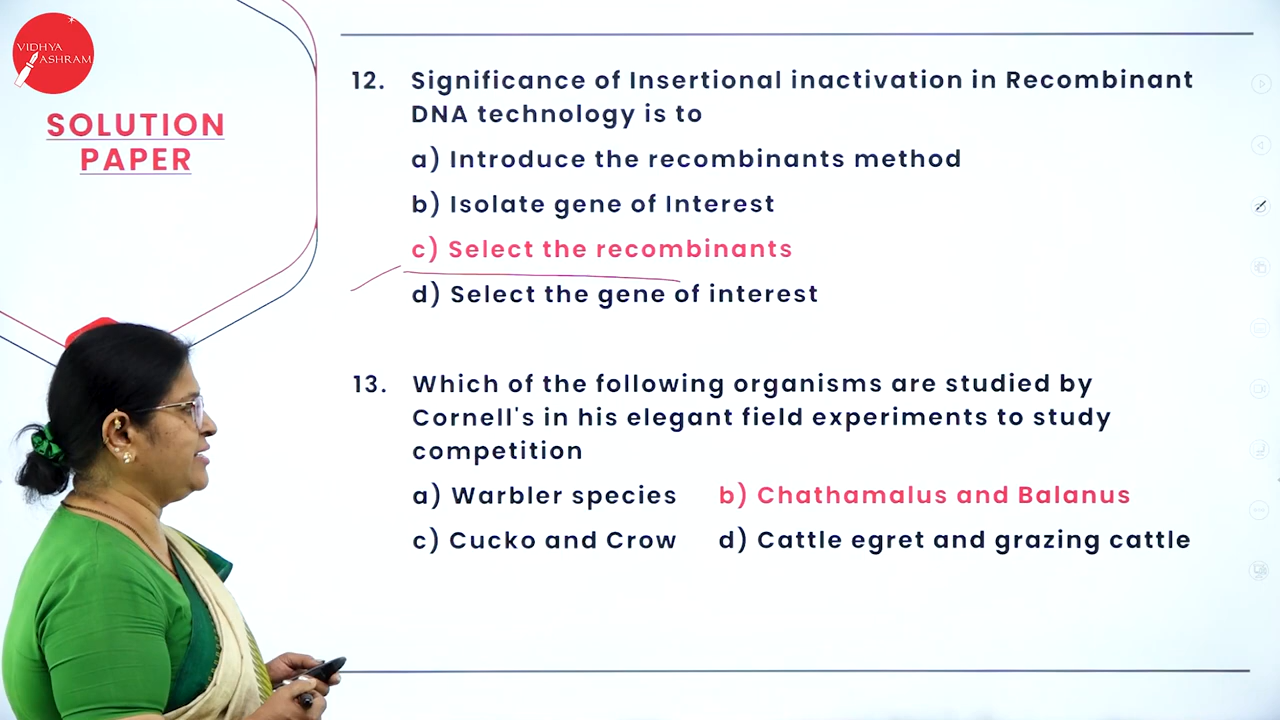 VIDHYA
ASHRAM
SOLUTION
PAPER
12. Significance of Insertional inactivation in Recombinant
DNA technology is to
a) Introduce the recombinants method
b) Isolate gene of Interest
c) Select the recombinants
d) Select the gene of interest
13. Which of the following organisms are studied by
Cornell's in his elegant field experiments to study
competition
a) Warbler species b) Chathamalus and Balanus
c) Cucko and Crow d) Cattle egret and grazing cattle